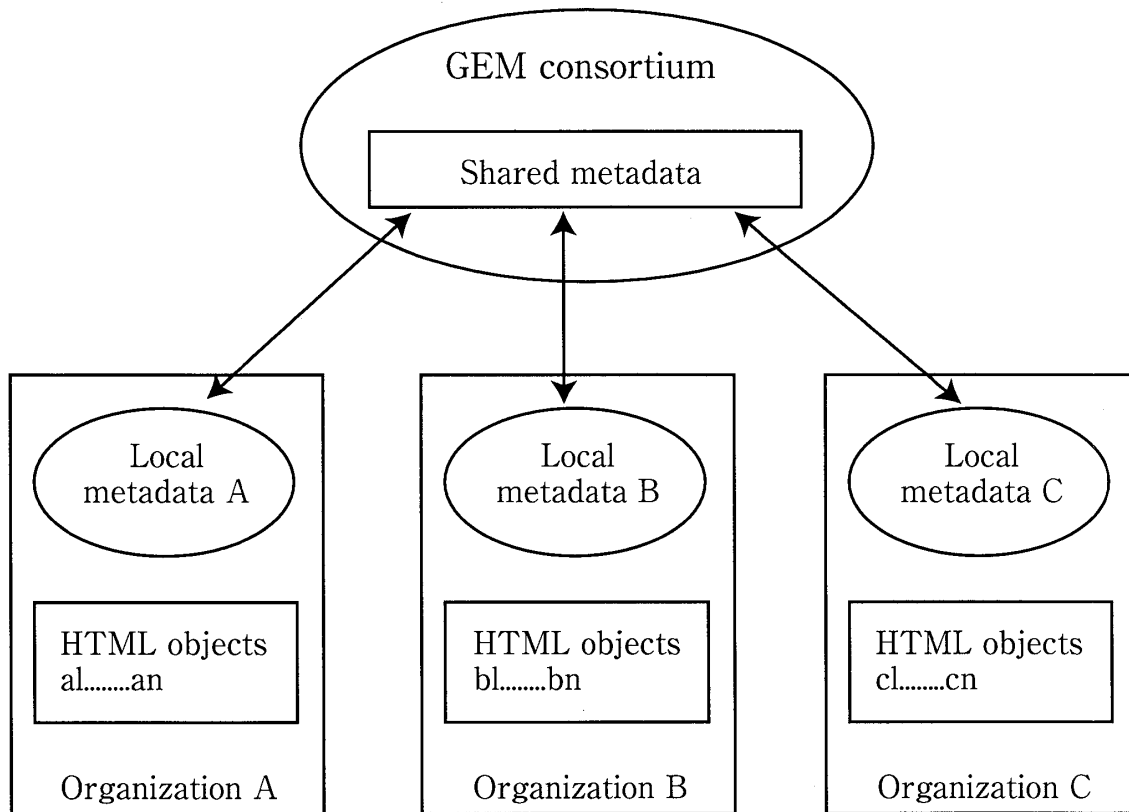 GEM consortium
Shared metadata
Local
metadata A
Local
metadata B
Local
metadata C
HTML objects
al........an
HTML objects
bl........bn
HTML objects
cl........cn
Organization A
Organization B
Organization C